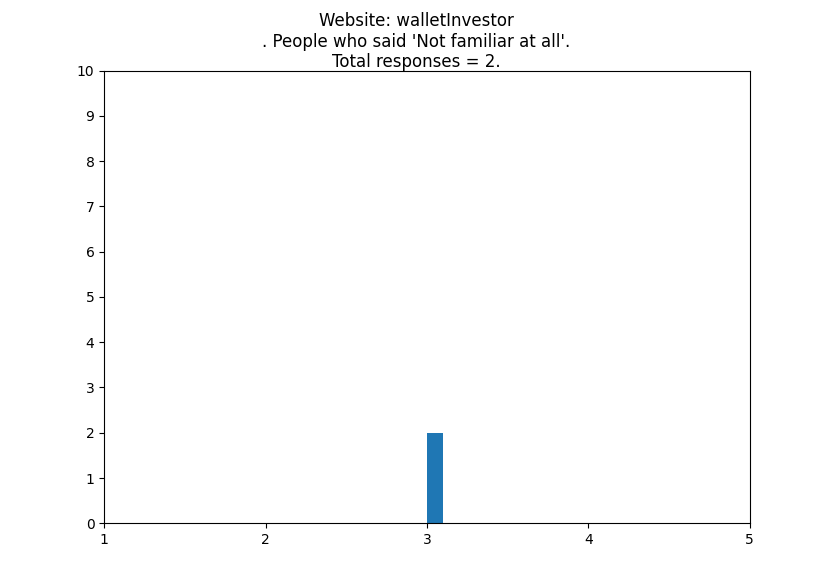 Website: walletInvestor
. People who said 'Not familiar at all'.
Total responses = 2.
10
9
8
7
6
5
4
3
2
1
0
1 2 3 4 5